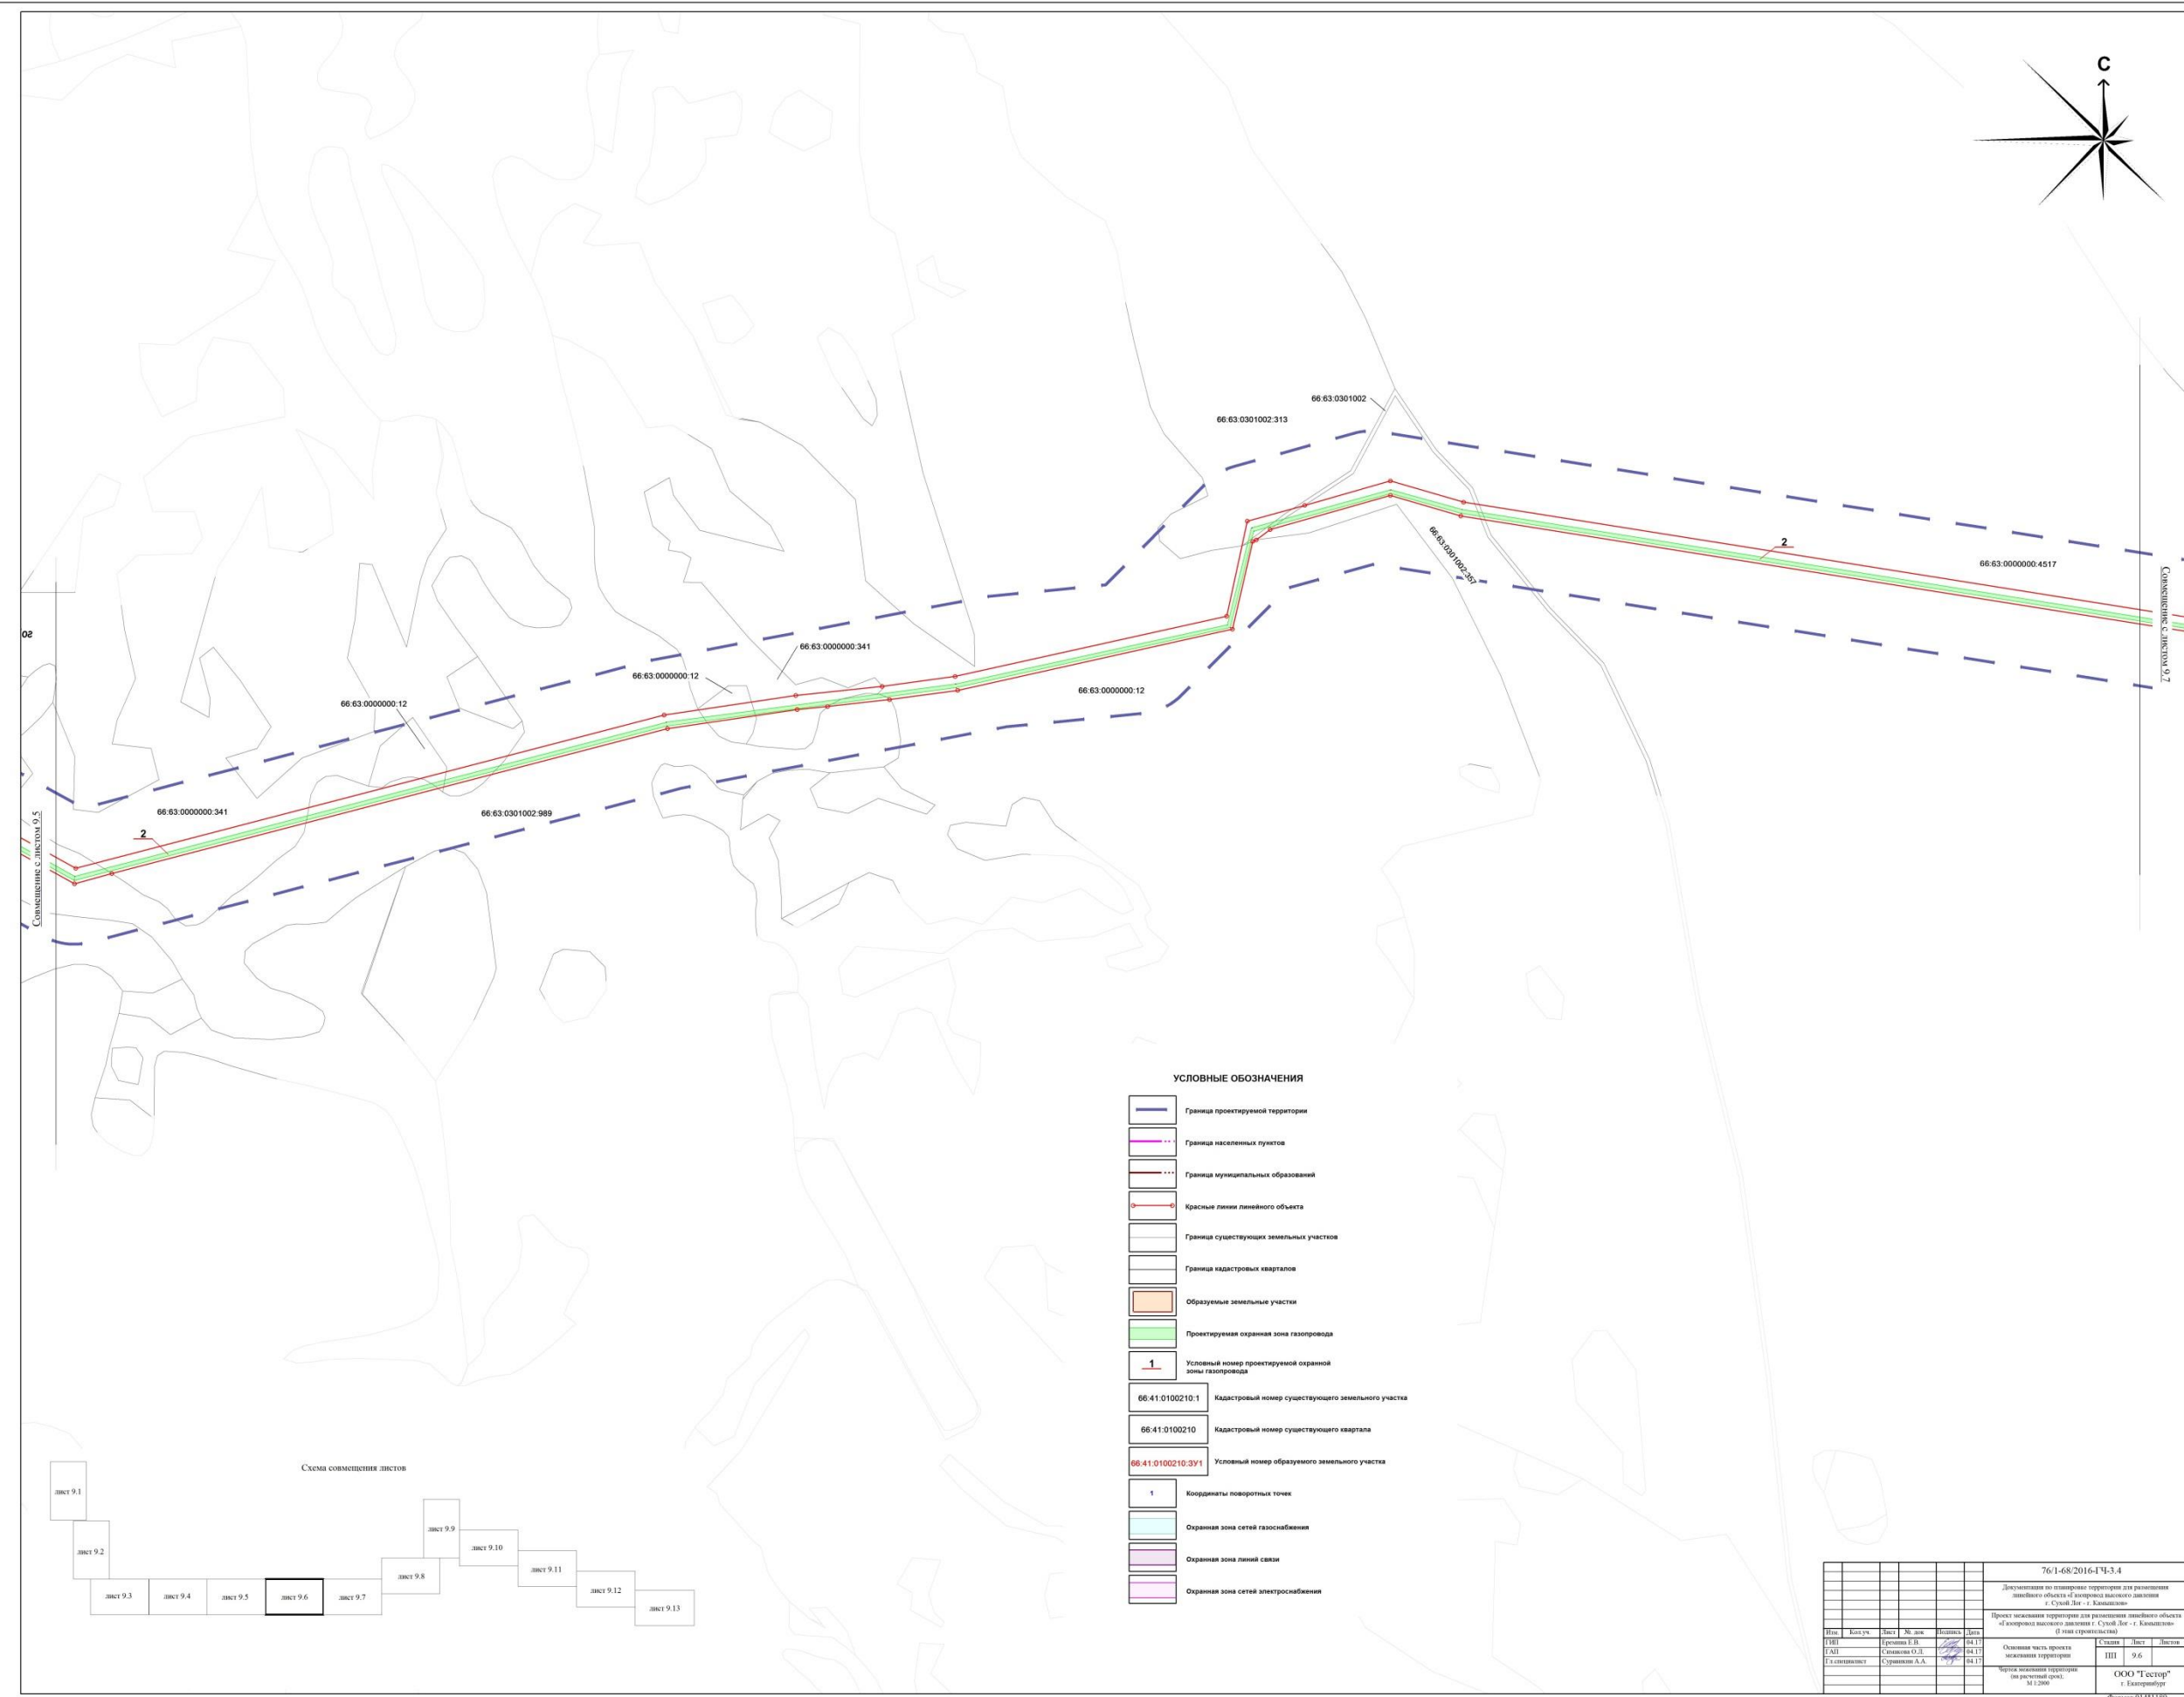 С
66:63:0301002
66:63:0301002:313
66:63:0301002:357
2
66:63:0000000:4517
Совмещение с листом 9.7
66:63:0000000:341
66:63:0000000:12
66:63:0000000:12
66:63:0000000:12
66:63:0000000:341
2
66:63:0301002:989
Совмещение с листом 9.5
УСЛОВНЫЕ ОБОЗНАЧЕНИЯ
Граница проектируемой территории
Граница населенных пунктов
Граница муниципальных образований
Красные линии линейного объекта
Граница существующих земельных участков
Граница кадастровых кварталов
Образуемые земельные участки
Проектируемая охранная зона газопровода
1 Условный номер проектируемой охранной
зоны газопровода
66:41:0100210:1 Кадастровый номер существующего земельного участка
66:41:0100210 Кадастровый номер существующего квартала
66:41:0100210:ЗУ1 Условный номер образуемого земельного участка
1 Координаты поворотных точек
Охранная зона сетей газоснабжения
Охранная зона линий связи
Охранная зона сетей электроснабжения
Схема совмещения листов
лист 9.1
лист 9.2
лист 9.3
лист 9.4
лист 9.5
лист 9.6
лист 9.7
лист 9.8
лист 9.9
лист 9.10
лист 9.11
лист 9.12
лист 9.13
76/1-68/2016-ГЧ-3.4
Документация по планировке территории для размещения
линейного объекта «Газопровод высокого давления
г. Сухой Лог - г. Камышлов»
Проект межевания территории для размещения линейного объекта
«Газопровод высокого давления г. Сухой Лог - г. Камышлов»
(I этап строительства)
Изм. Кол.уч. Лист № док Подпись Дата
ГИП Еремина Е.В. 04.17
ГАП Симакова О.Л. 04.17
Гл.специалист Суранкин А.А. 04.17
Основная часть проекта
межевания территории
Стадия Лист Листов
ПП 9.6
Чертеж межевания территории
(на расчетный срок).
М 1:2000
ООО "Гестор"
г. Екатеринбург